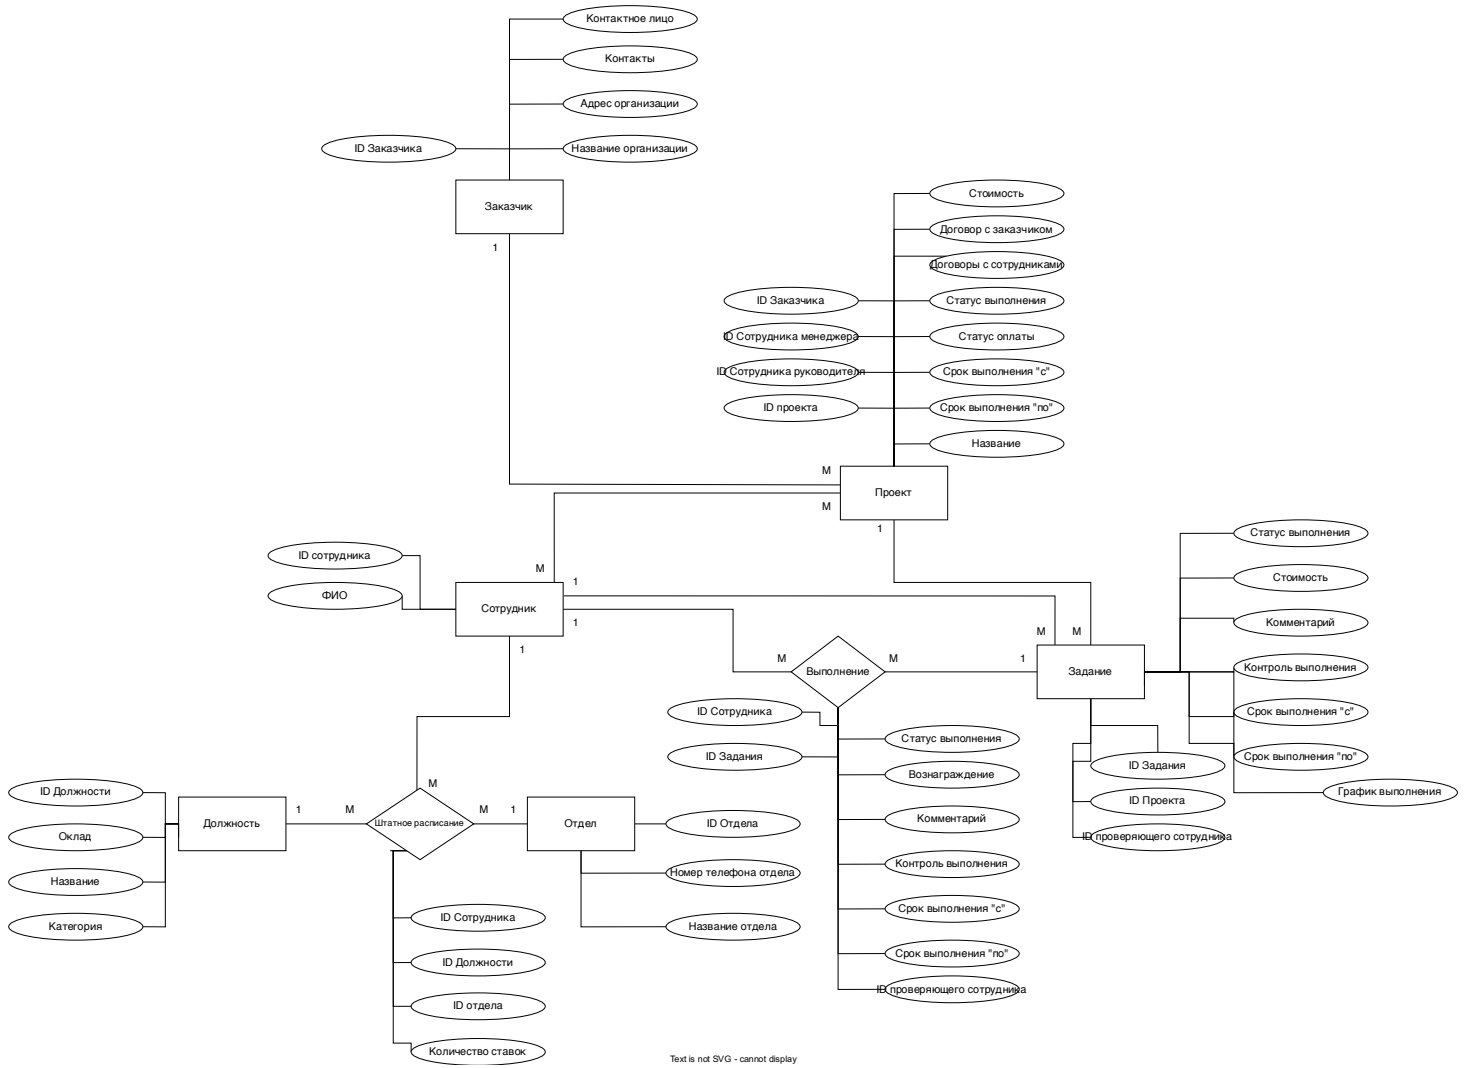 Контактное лицо
Контакты
Адрес организации
ID Заказчика
Название организации
Заказчик
1
Стоимость
Договор с заказчиком
Договоры с сотрудниками
ID Заказчика
Статус выполнения
ID Сотрудника менеджера
Статус оплаты
ID Сотрудника руководителя
Срок выполнения "с"
ID проекта
Срок выполнения "по"
Название
M
Проект
M
1
ID сотрудника
ФИО
M
Сотрудник
1
1
1
M
M
1
Задание
Статус выполнения
Стоимость
Комментарий
Контроль выполнения
Срок выполнения "с"
Срок выполнения "по"
График выполнения
ID Задания
ID Проекта
ID проверяющего сотрудника
M
Выполнение
M
ID Сотрудника
ID Задания
Статус выполнения
Вознаграждение
Комментарий
Контроль выполнения
Срок выполнения "с"
Срок выполнения "по"
ID проверяющего сотрудника
ID Должности
Оклад
Название
Категория
Должность
1
M
M
Штатное расписание
M
1
Отдел
ID Отдела
Номер телефона отдела
Название отдела
ID Сотрудника
ID Должности
ID отдела
Количество ставок
Text is not SVG - cannot display